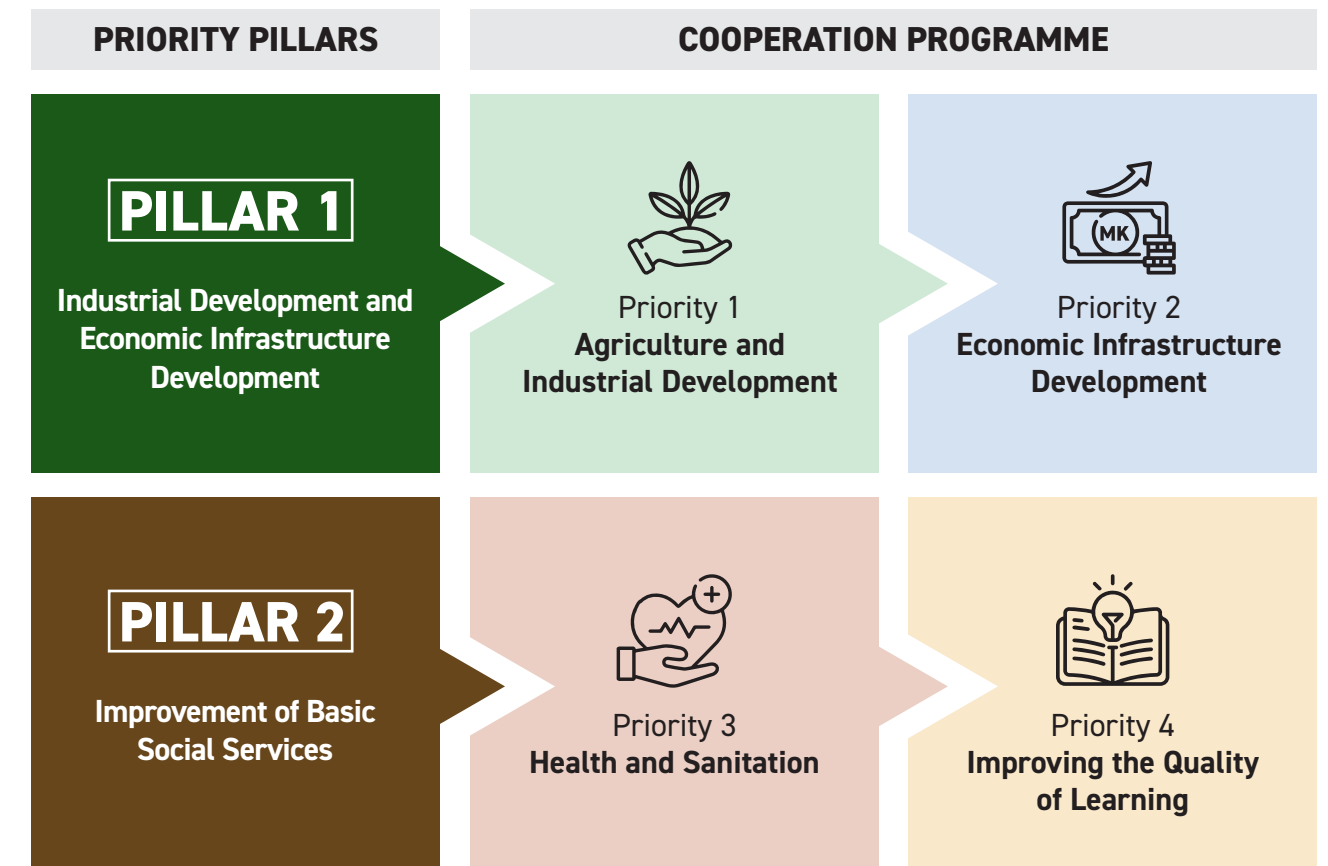 PRIORITY PILLARS
COOPERATION PROGRAMME
PILLAR 1
Industrial Development and
Economic Infrastructure
Development
Priority 1
Agriculture and
Industrial Development
MK
Priority 2
Economic Infrastructure
Development
PILLAR 2
Improvement of Basic
Social Services
Priority 3
Health and Sanitation
Priority 4
Improving the Quality
of Learning